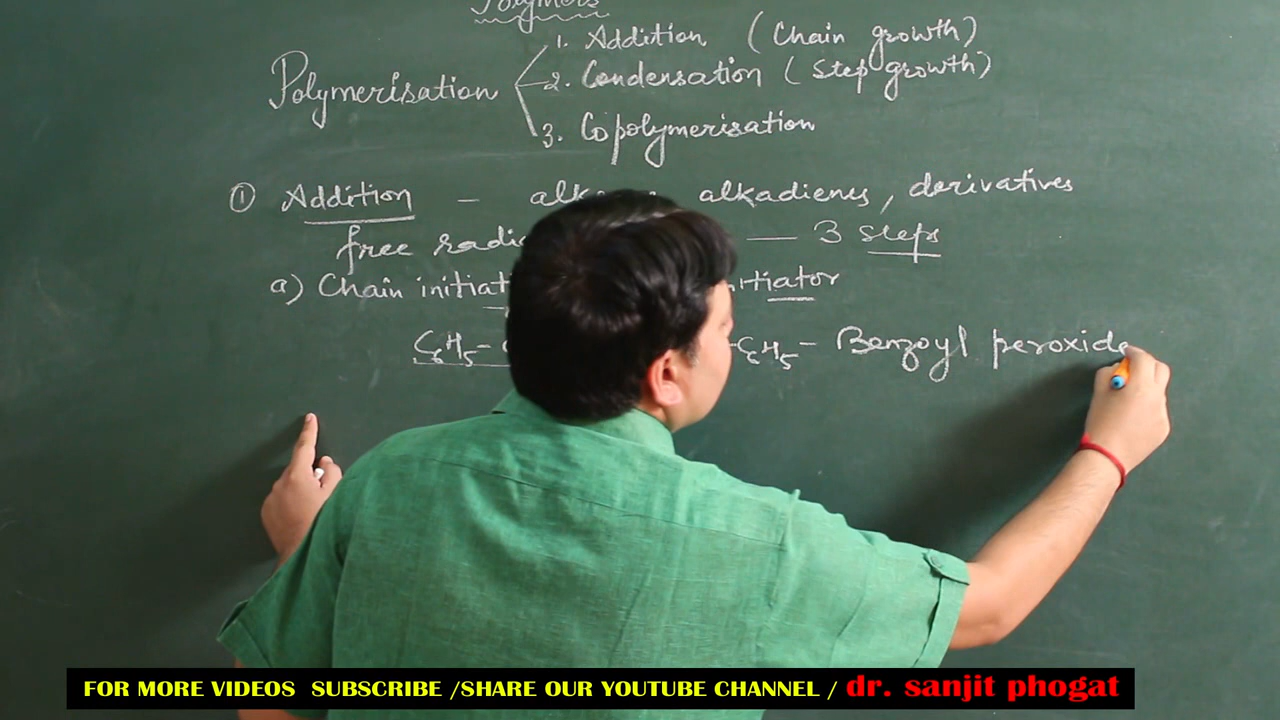 Polymers
1. Addition (Chain growth)
Polymerisation 2. Condensation (Step growth)
3. Copolymerisation
① Addition - alkadienes, derivatives
free — 3 steps
a) Chain
C6H5- -C6H5 - Benzoyl peroxide
FOR MORE VIDEOS SUBSCRIBE /SHARE OUR YOUTUBE CHANNEL / dr. sanjit phogat